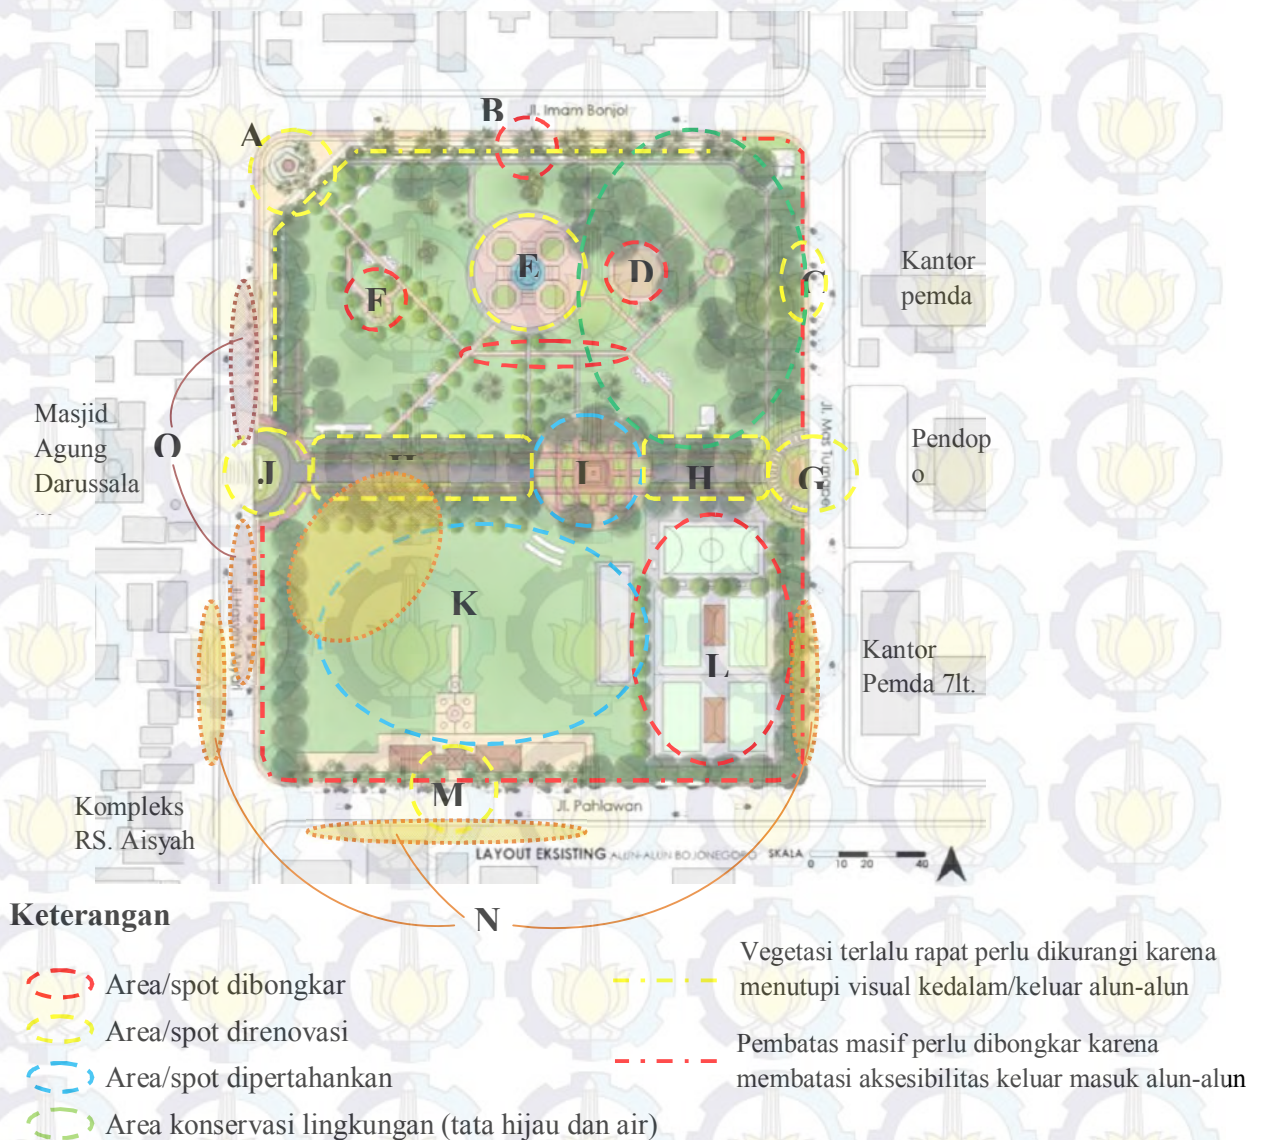 B
Jl. Imam Bonjol
A
Kantor
pemda
E
D
C
F
Masjid
Agung
Darussala
O
J
I
H
G
Jl. Mas Tumapel
Pendop
o
K
L
Kantor
Pemda 7lt.
M
Jl. Pahlawan
Kompleks
RS. Aisyah
LAYOUT EKSISTING ALUN-ALUN BOJONEGORO SKALA 0 10 20 40
N
Keterangan
Area/spot dibongkar
Area/spot direnovasi
Area/spot dipertahankan
Area konservasi lingkungan (tata hijau dan air)
Vegetasi terlalu rapat perlu dikurangi karena
menutupi visual kedalam/keluar alun-alun
Pembatas masif perlu dibongkar karena
membatasi aksesibilitas keluar masuk alun-alun